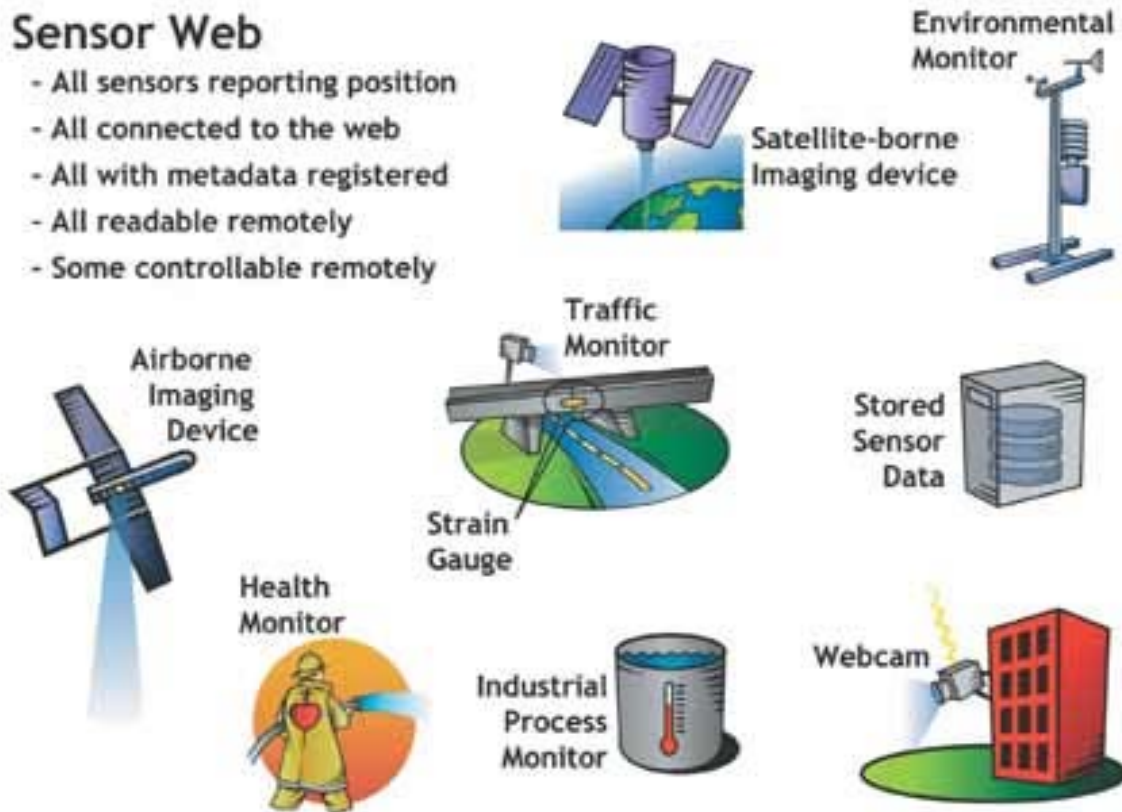 Sensor Web
- All sensors reporting position
- All connected to the web
- All with metadata registered
- All readable remotely
- Some controllable remotely
Satellite-borne
Imaging device
Environmental
Monitor
Airborne
Imaging
Device
Traffic
Monitor
Strain
Gauge
Stored
Sensor
Data
Health
Monitor
Industrial
Process
Monitor
Webcam